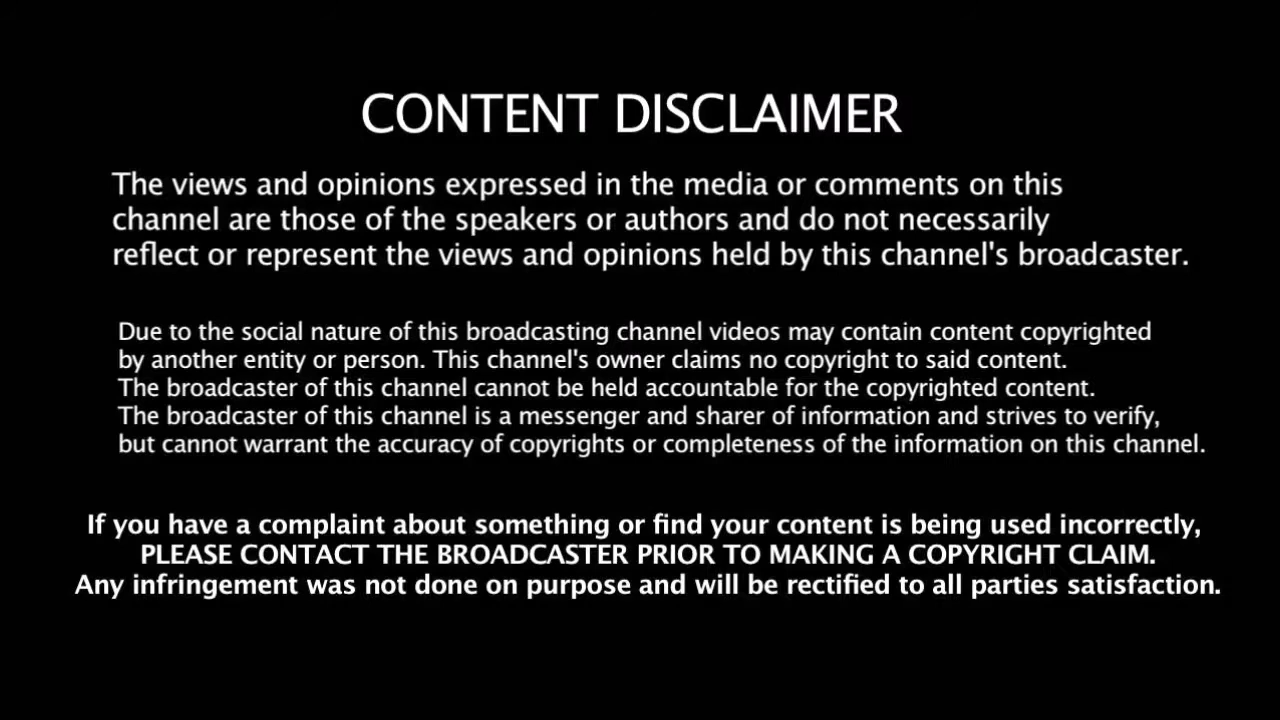 CONTENT DISCLAIMER
The views and opinions expressed in the media or comments on this
channel are those of the speakers or authors and do not necessarily
reflect or represent the views and opinions held by this channel's broadcaster.
Due to the social nature of this broadcasting channel videos may contain content copyrighted
by another entity or person. This channel's owner claims no copyright to said content.
The broadcaster of this channel cannot be held accountable for the copyrighted content.
The broadcaster of this channel is a messenger and sharer of information and strives to verify,
but cannot warrant the accuracy of copyrights or completeness of the information on this channel.
If you have a complaint about something or find your content is being used incorrectly,
PLEASE CONTACT THE BROADCASTER PRIOR TO MAKING A COPYRIGHT CLAIM.
Any infringement was not done on purpose and will be rectified to all parties satisfaction.